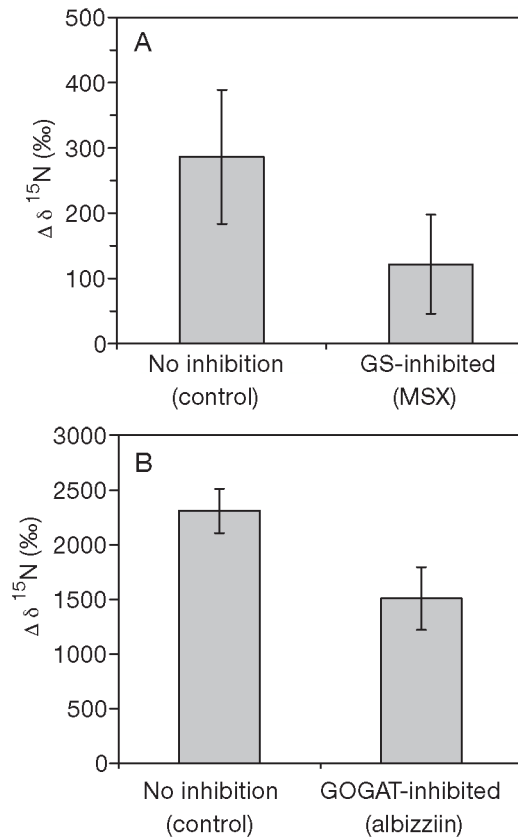 A
500
400
300
200
100
0
Δ δ ¹⁵N (‰)
No inhibition GS-inhibited
(control) (MSX)
B
3000
2500
2000
1500
1000
500
0
Δ δ ¹⁵N (‰)
No inhibition GOGAT-inhibited
(control) (albizziin)